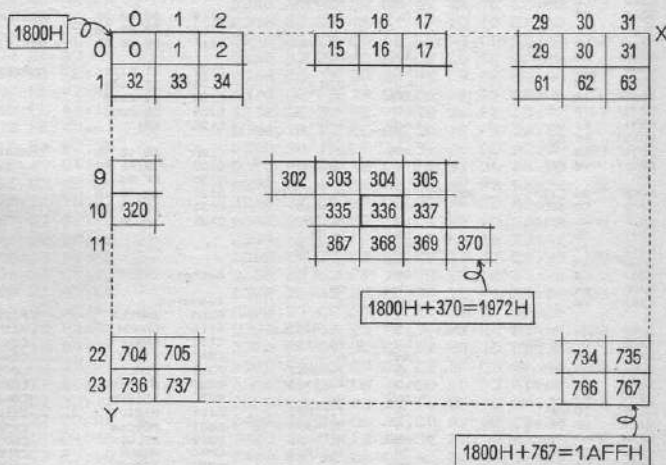 0 1 2 15 16 17 29 30 31 X
1800H
0 0 1 2 15 16 17 29 30 31
1 32 33 34 61 62 63
9 302 303 304 305
10 320 335 336 337
11 367 368 369 370
1800H+370=1972H
22 704 705 734 735
23 736 737 766 767
Y
1800H+767=1AFFH